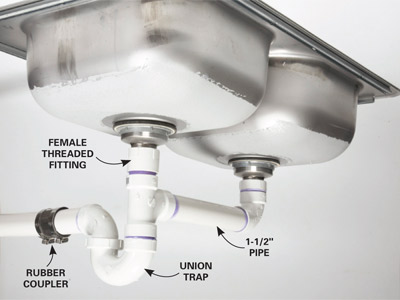 FEMALE
THREADED
FITTING
1-1/2"
PIPE
RUBBER
COUPLER
UNION
TRAP